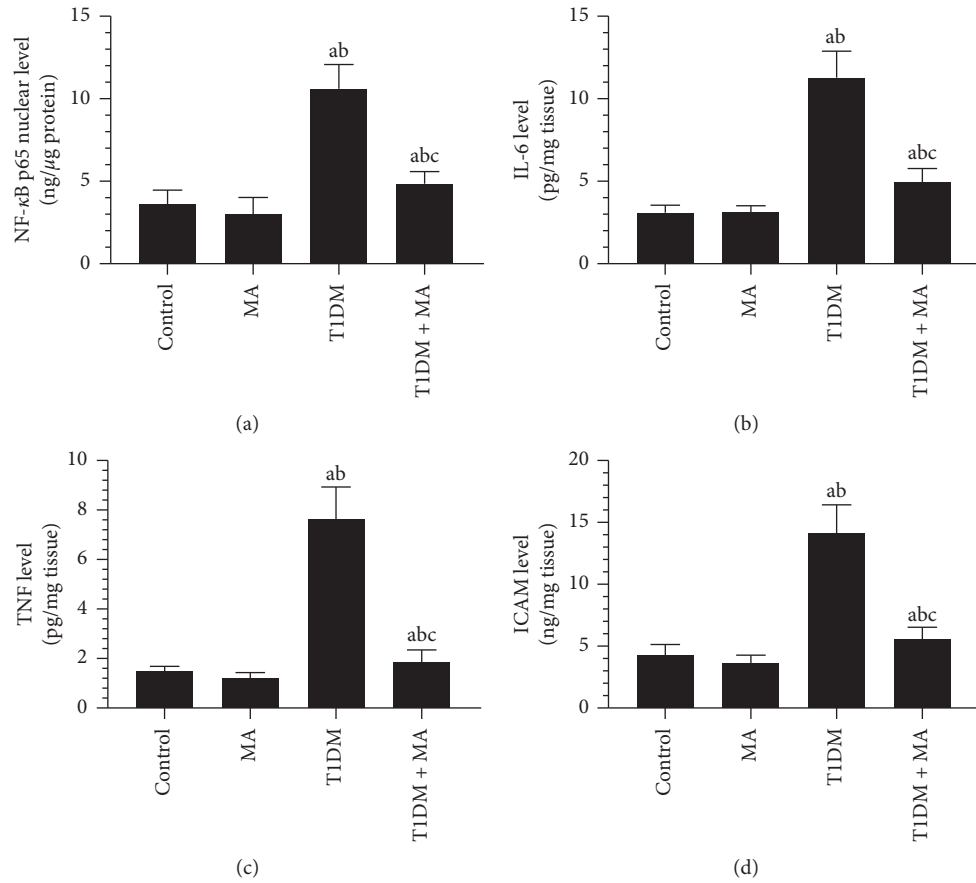 NF-κB p65 nuclear level
(ng/μg protein)
15
10
5
0
ab
abc
Control
MA
T1DM
T1DM + MA
(a)
IL-6 level
(pg/mg tissue)
15
10
5
0
ab
abc
Control
MA
T1DM
T1DM + MA
(b)
TNF level
(pg/mg tissue)
10
8
6
4
2
0
ab
abc
Control
MA
T1DM
T1DM + MA
(c)
ICAM level
(ng/mg tissue)
20
15
10
5
0
ab
abc
Control
MA
T1DM
T1DM + MA
(d)